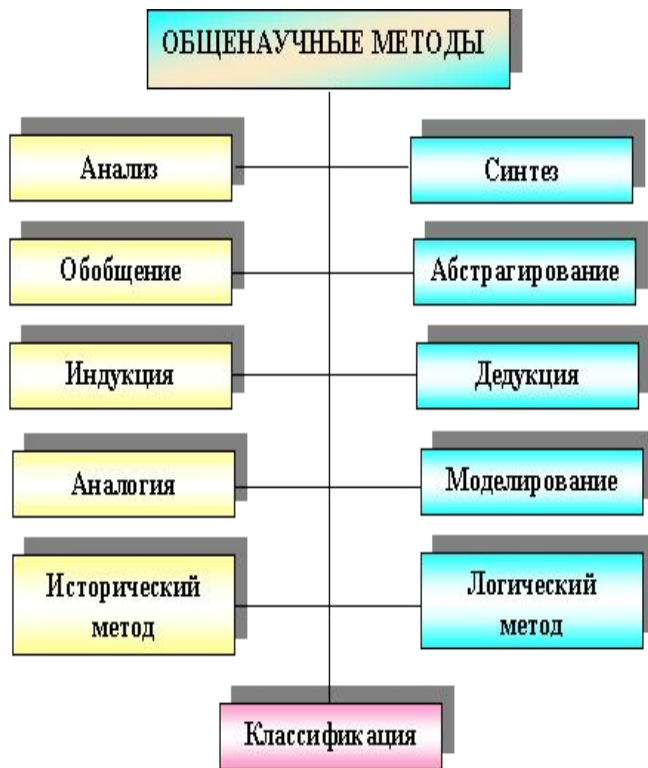 ОБЩЕНАУЧНЫЕ МЕТОДЫ
Анализ
Синтез
Обобщение
Абстрагирование
Индукция
Дедукция
Аналогия
Моделирование
Исторический
метод
Логический
метод
Классификация